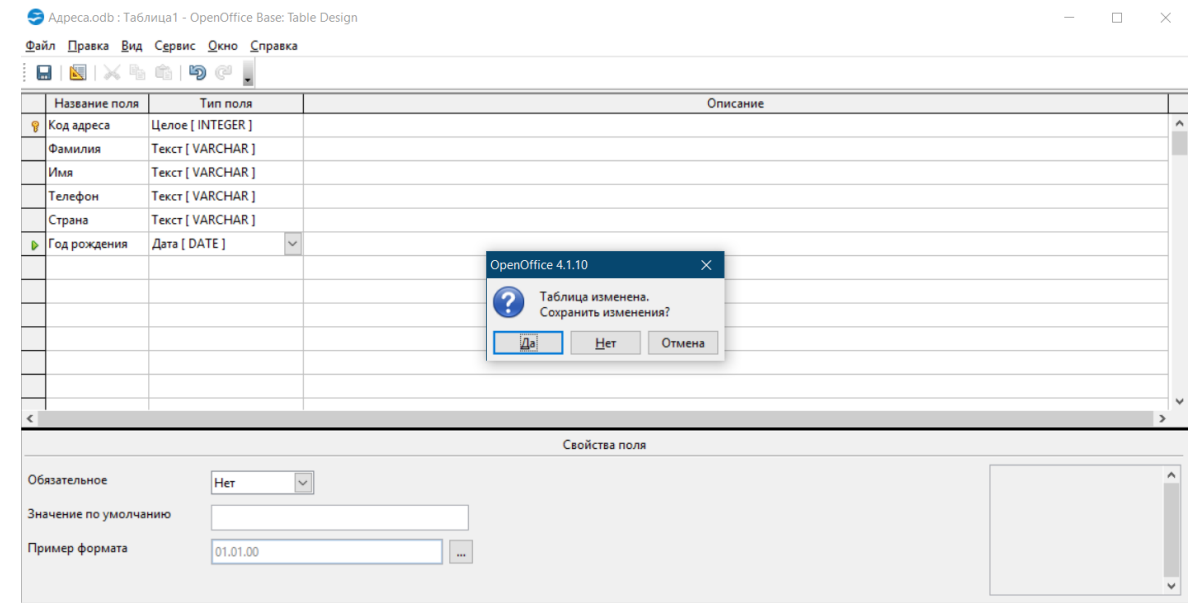 Адреса.odb : Таблица1 - OpenOffice Base: Table Design
Файл Правка Вид Сервис Окно Справка
Название поля Тип поля Описание
Код адреса Целое [ INTEGER ]
Фамилия Текст [ VARCHAR ]
Имя Текст [ VARCHAR ]
Телефон Текст [ VARCHAR ]
Страна Текст [ VARCHAR ]
Год рождения Дата [ DATE ]
OpenOffice 4.1.10
Таблица изменена.
Сохранить изменения?
Да Нет Отмена
Свойства поля
Обязательное Нет
Значение по умолчанию
Пример формата 01.01.00 ...